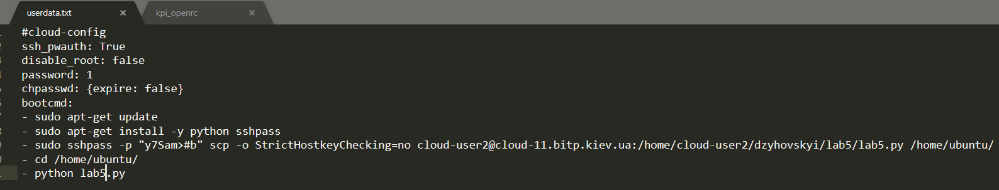 userdata.txt × kpi_openrc ×
#cloud-config
ssh_pwauth: True
disable_root: false
password: 1
chpasswd: {expire: false}
bootcmd:
- sudo apt-get update
- sudo apt-get install -y python sshpass
- sudo sshpass -p "y7Sam>#b" scp -o StrictHostkeyChecking=no cloud-user2@cloud-11.bitp.kiev.ua:/home/cloud-user2/dzyhovskyi/lab5/lab5.py /home/ubuntu/
- cd /home/ubuntu/
- python lab5.py